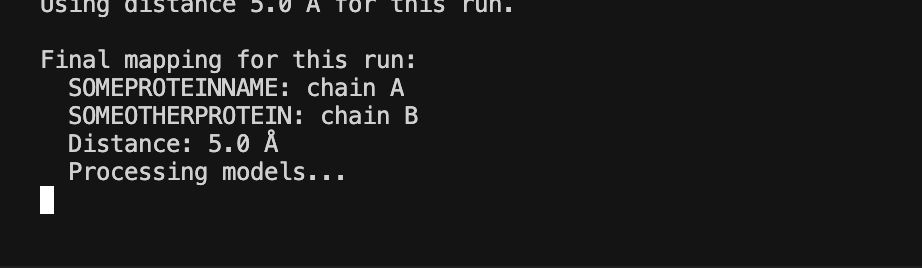 Using distance 5.0 Å for this run.
Final mapping for this run:
SOMEPROTEINNAME: chain A
SOMEOTHERPROTEIN: chain B
Distance: 5.0 Å
Processing models...